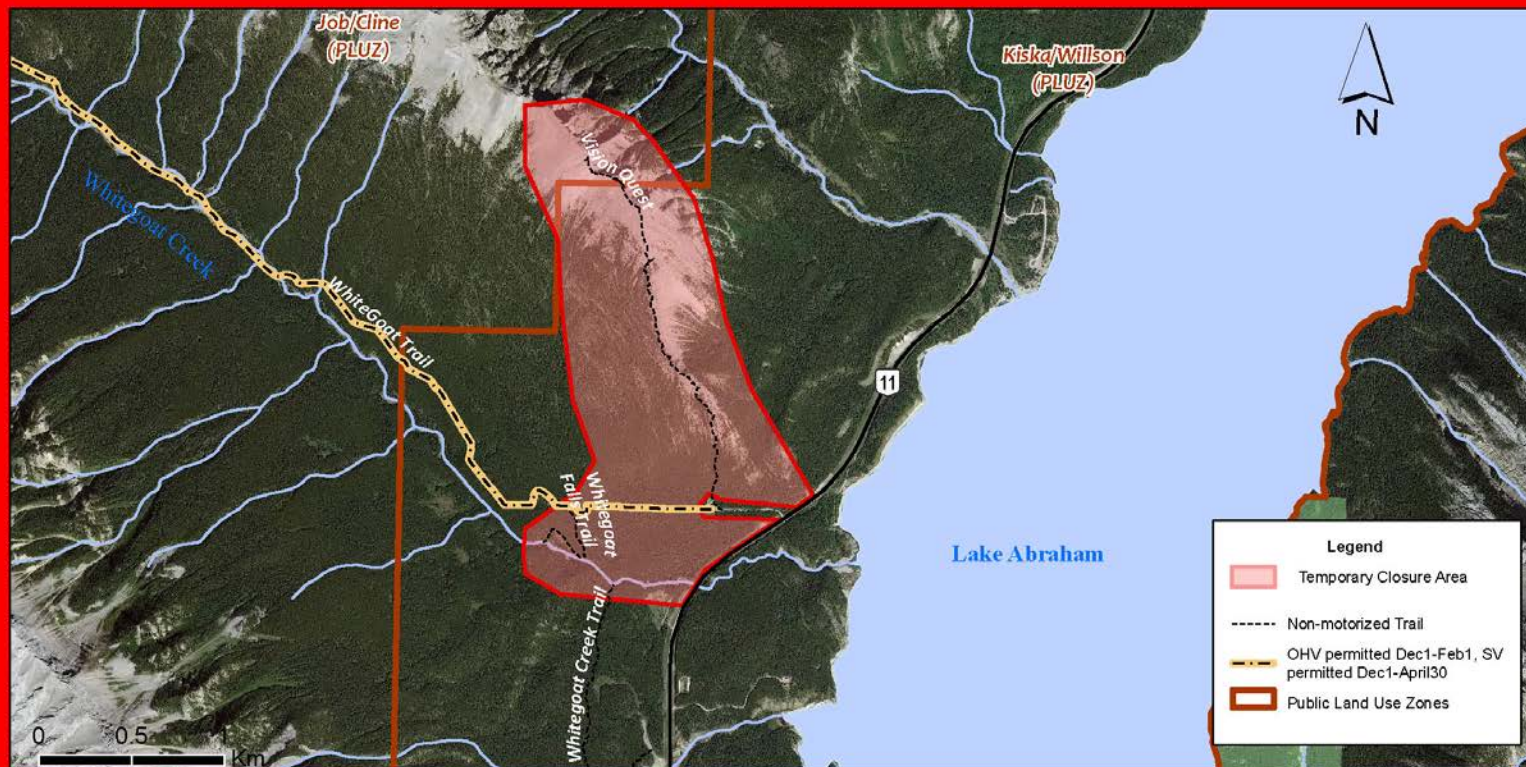 Job/Cline
(PLUZ)
Kiska/Willson
(PLUZ)
N
Vision Quest
Whitegoat Creek
WhiteGoat Trail
11
Whitegoat
Falls Trail
Lake Abraham
Whitegoat Creek Trail
0 0.5 1
Km
Legend
Temporary Closure Area
Non-motorized Trail
OHV permitted Dec1-Feb1, SV
permitted Dec1-April30
Public Land Use Zones